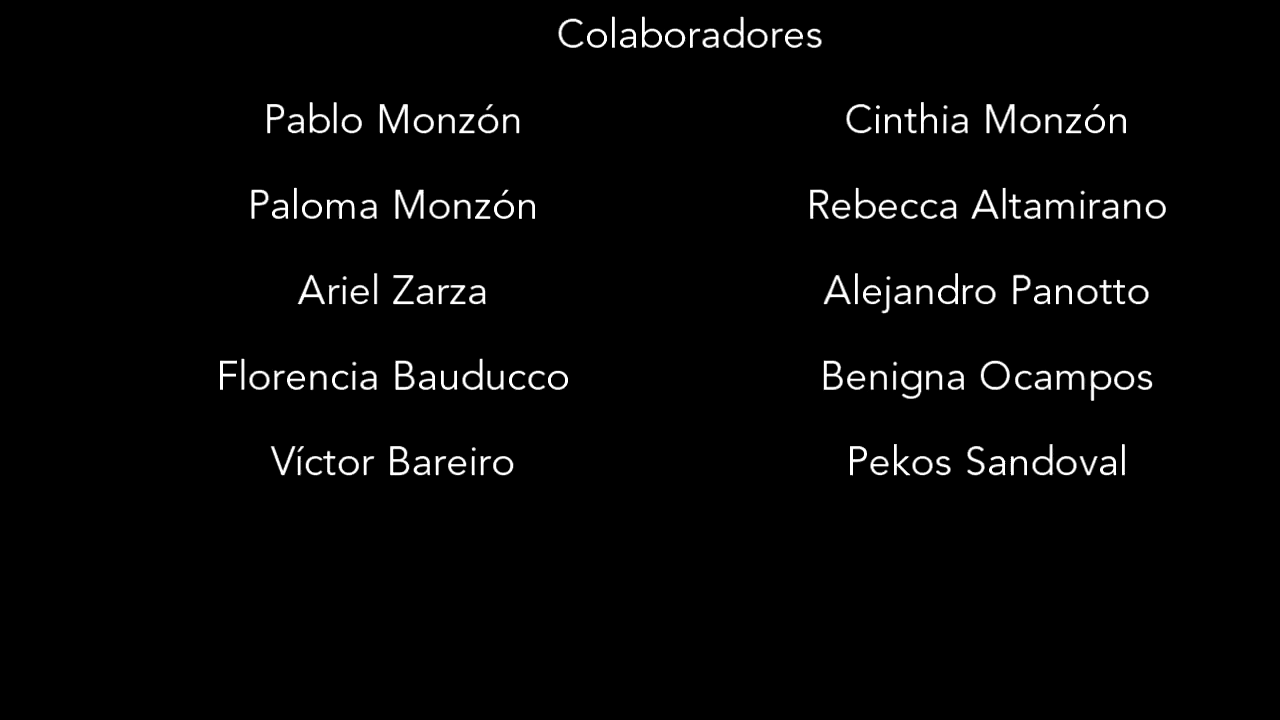 Colaboradores
Pablo Monzón Cinthia Monzón
Paloma Monzón Rebecca Altamirano
Ariel Zarza Alejandro Panotto
Florencia Bauducco Benigna Ocampos
Víctor Bareiro Pekos Sandoval